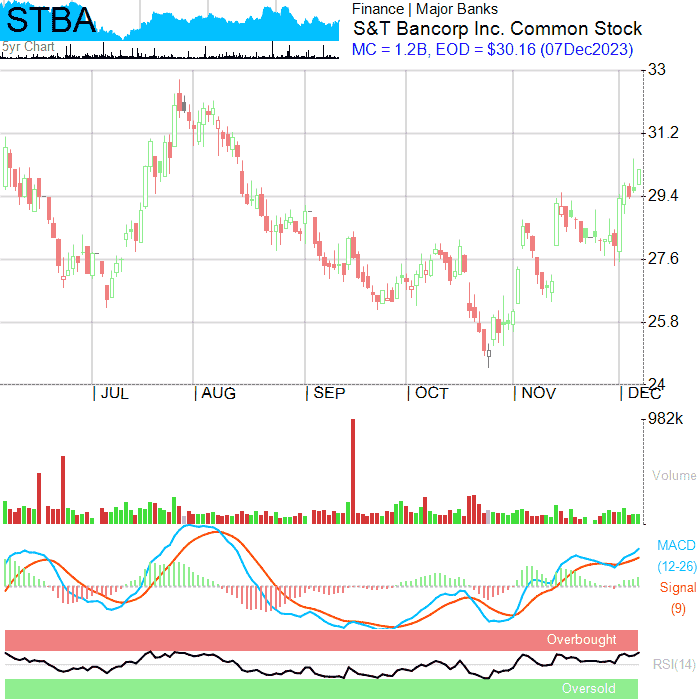 STBA
5yr Chart
Finance | Major Banks
S&T Bancorp Inc. Common Stock
MC = 1.2B, EOD = $30.16 (07Dec2023)
33
31.2
29.4
27.6
25.8
24
JUL AUG SEP OCT NOV DEC
982k
Volume
MACD
(12-26)
Signal
(9)
Overbought
RSI(14)
Oversold